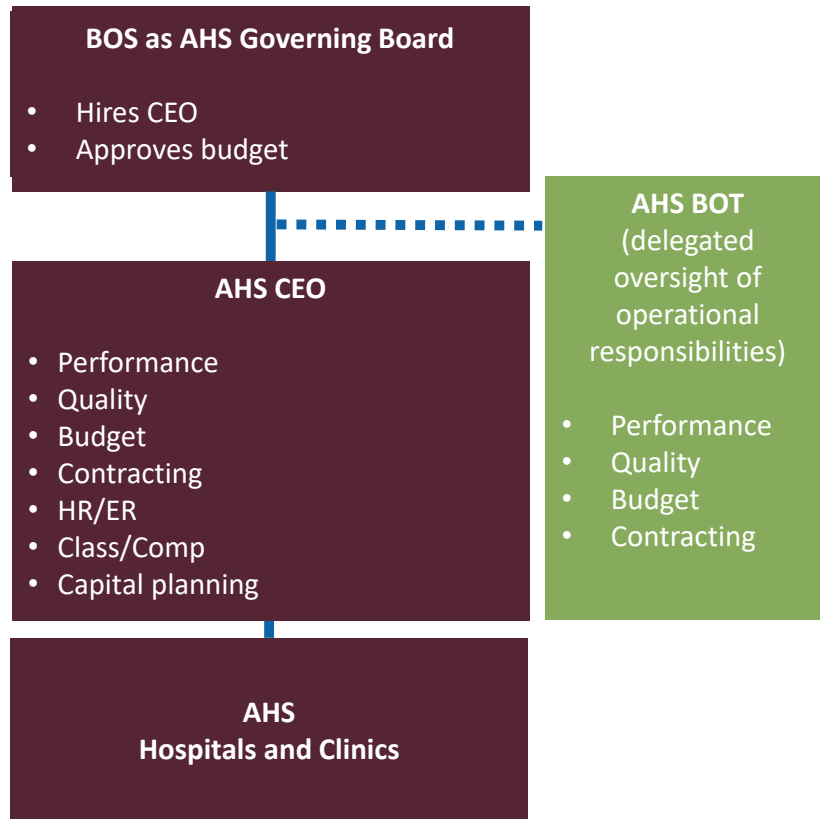 BOS as AHS Governing Board
• Hires CEO
• Approves budget
AHS BOT
(delegated
oversight of
operational
responsibilities)
• Performance
• Quality
• Budget
• Contracting
AHS CEO
• Performance
• Quality
• Budget
• Contracting
• HR/ER
• Class/Comp
• Capital planning
AHS
Hospitals and Clinics